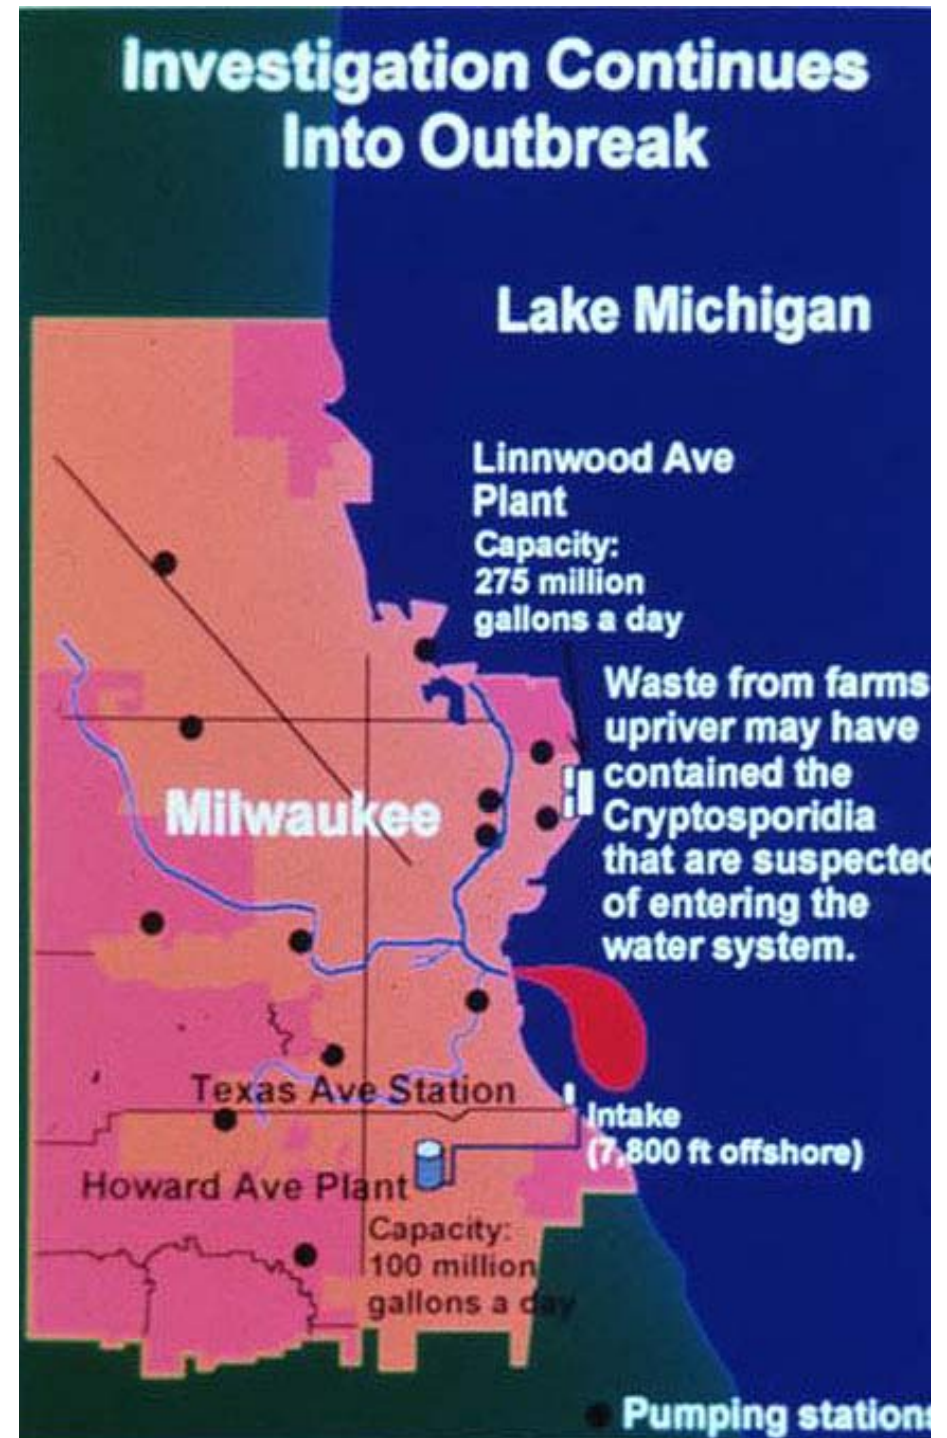 Investigation Continues
Into Outbreak
Lake Michigan
Linnwood Ave
Plant
Capacity:
275 million
gallons a day
Waste from farms
upriver may have
contained the
Cryptosporidia
that are suspected
of entering the
water system.
Milwaukee
Texas Ave Station
Intake
(7,800 ft offshore)
Howard Ave Plant
Capacity:
100 million
gallons a day
Pumping stations